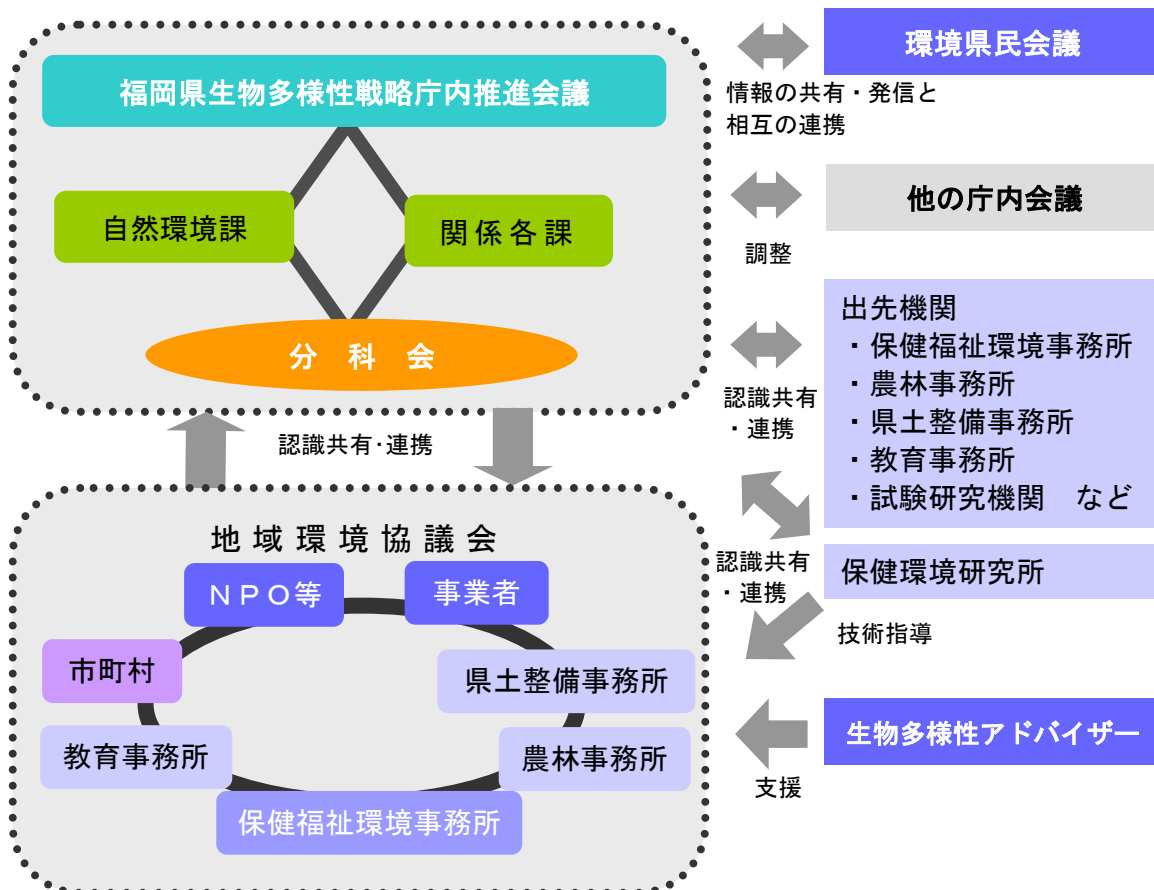 福岡県生物多様性戦略庁内推進会議
自然環境課
関係各課
分科会
認識共有･連携
環境県民会議
情報の共有・発信と
相互の連携
他の庁内会議
調整
出先機関
・保健福祉環境事務所
・農林事務所
・県土整備事務所
・教育事務所
・試験研究機関　など
認識共有
・連携
保健環境研究所
認識共有
・連携
技術指導
生物多様性アドバイザー
支援
地域環境協議会
ＮＰＯ等
事業者
市町村
県土整備事務所
教育事務所
農林事務所
保健福祉環境事務所